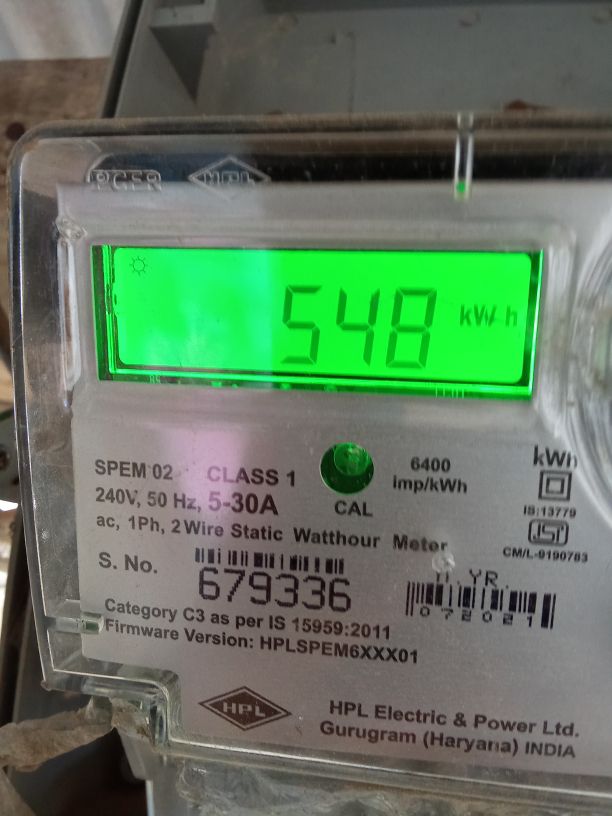 HPL
548 kWh
SPEM 02 CLASS 1
240V, 50 Hz, 5-30A
CAL
6400
imp/kWh
kWh
IS:13779
ISI
CM/L-9190783
ac, 1Ph, 2 Wire Static Watthour Meter
S. No.
679336
YR.
072021
Category C3 as per IS 15959:2011
Firmware Version: HPLSPEM6XXX01
HPL
HPL Electric & Power Ltd.
Gurugram (Haryana) INDIA